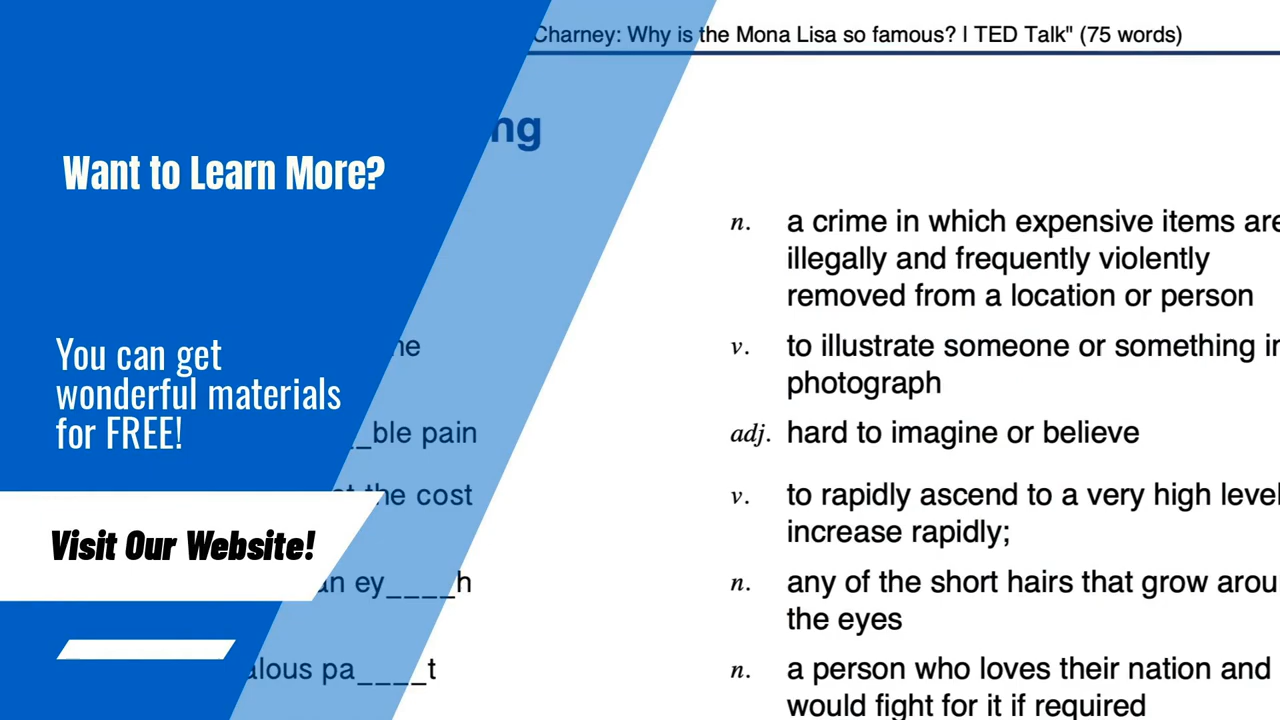 Charney: Why is the Mona Lisa so famous? | TED Talk" (75 words)
ng
Want to Learn More?
You can get
wonderful materials
for FREE!
Visit Our Website!
n. a crime in which expensive items are
illegally and frequently violently
removed from a location or person
he v. to illustrate someone or something in
photograph
_ble pain adj. hard to imagine or believe
the cost v. to rapidly ascend to a very high level
increase rapidly;
an ey____h n. any of the short hairs that grow arou
the eyes
alous pa____t n. a person who loves their nation and
would fight for it if required